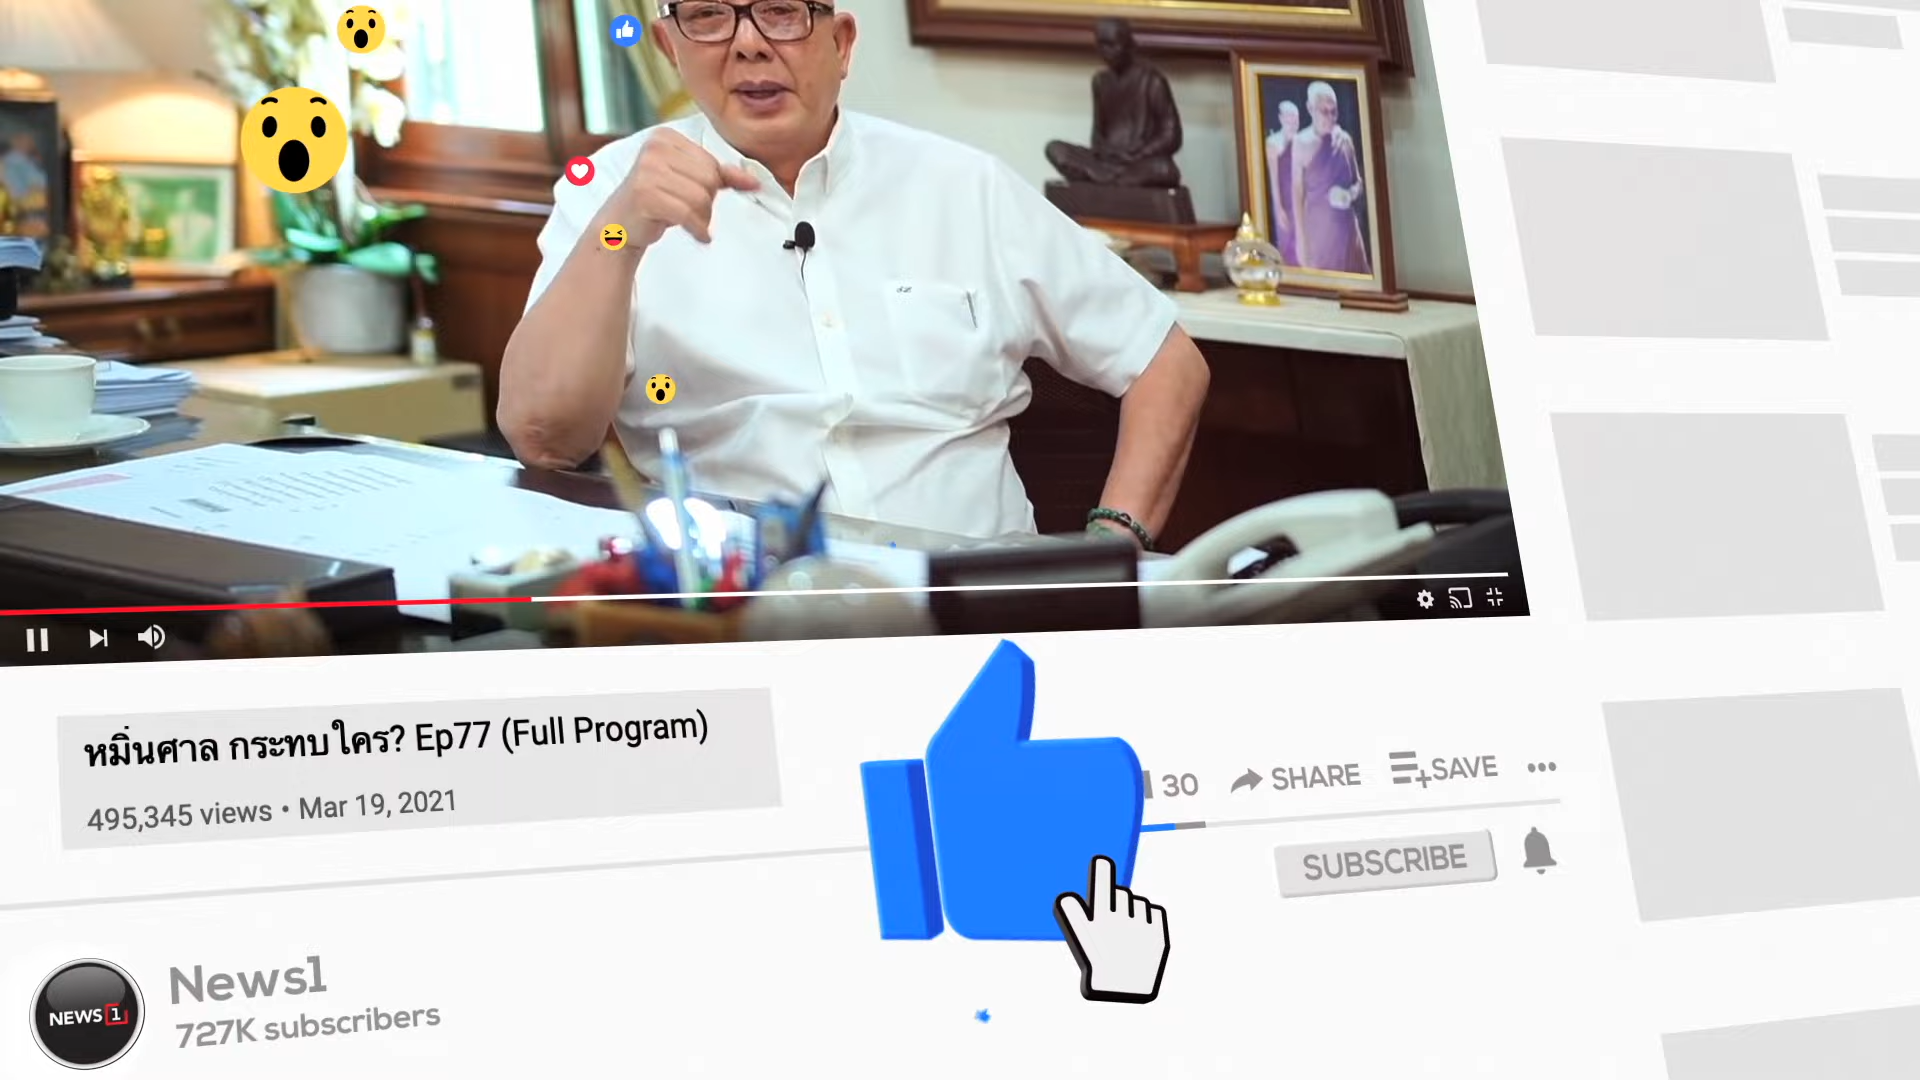 หมิ่นศาล กระทบใคร? Ep77 (Full Program)
495,345 views • Mar 19, 2021
30 SHARE SAVE
SUBSCRIBE
NEWS 1
News1
727K subscribers